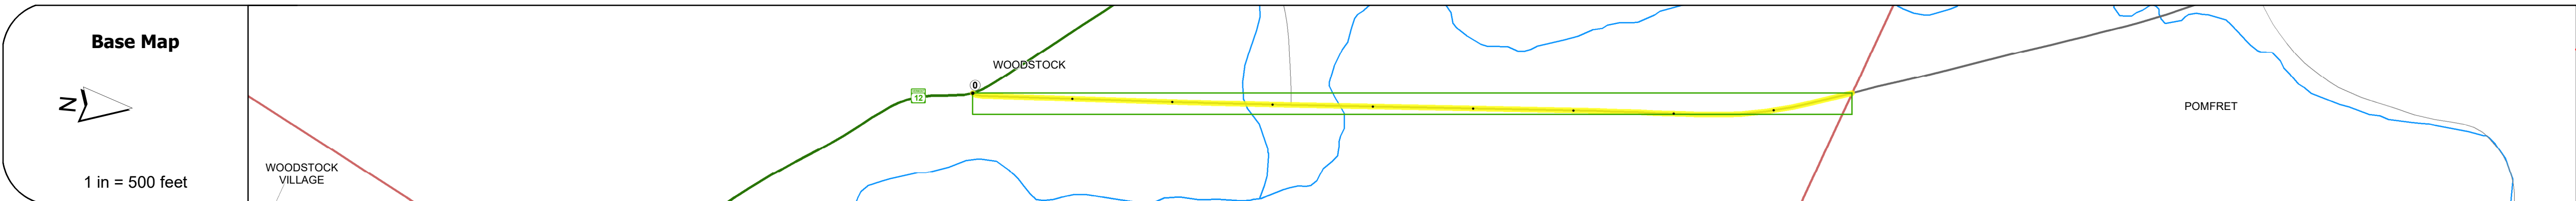 Base Map
N
1 in = 500 feet
WOODSTOCK
VILLAGE
12
0
WOODSTOCK
POMFRET